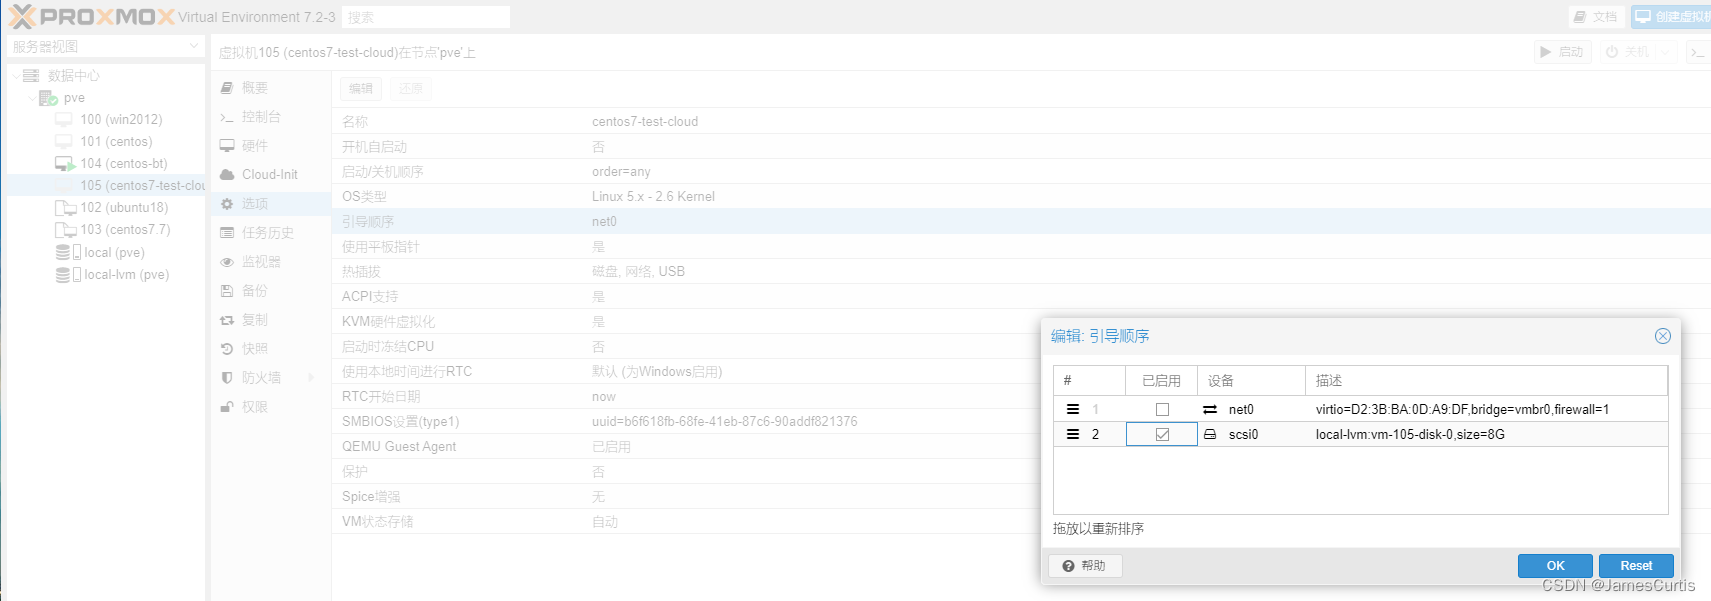 PROXMOX Virtual Environment 7.2-3 搜索 文档 创建虚拟机
服务器视图
虚拟机105 (centos7-test-cloud)在节点'pve'上 启动 关机 >_
数据中心
pve
100 (win2012)
101 (centos)
104 (centos-bt)
105 (centos7-test-clou
102 (ubuntu18)
103 (centos7.7)
local (pve)
local-lvm (pve)
概要
控制台
硬件
Cloud-Init
选项
任务历史
监视器
备份
复制
快照
防火墙
权限
编辑 还原
名称 centos7-test-cloud
开机自启动 否
启动/关机顺序 order=any
OS类型 Linux 5.x - 2.6 Kernel
引导顺序 net0
使用平板指针 是
热插拔 磁盘, 网络, USB
ACPI支持 是
KVM硬件虚拟化 是
启动时冻结CPU 否
使用本地时间进行RTC 默认 (为Windows启用)
RTC开始日期 now
SMBIOS设置(type1) uuid=b6f618fb-68fe-41eb-87c6-90addf821376
QEMU Guest Agent 已启用
保护 否
Spice增强 无
VM状态存储 自动
编辑: 引导顺序
# 已启用 设备 描述
1 net0 virtio=D2:3B:BA:0D:A9:DF,bridge=vmbr0,firewall=1
2 scsi0 local-lvm:vm-105-disk-0,size=8G
拖放以重新排序
帮助 OK Reset
CSDN @JamesCurtis